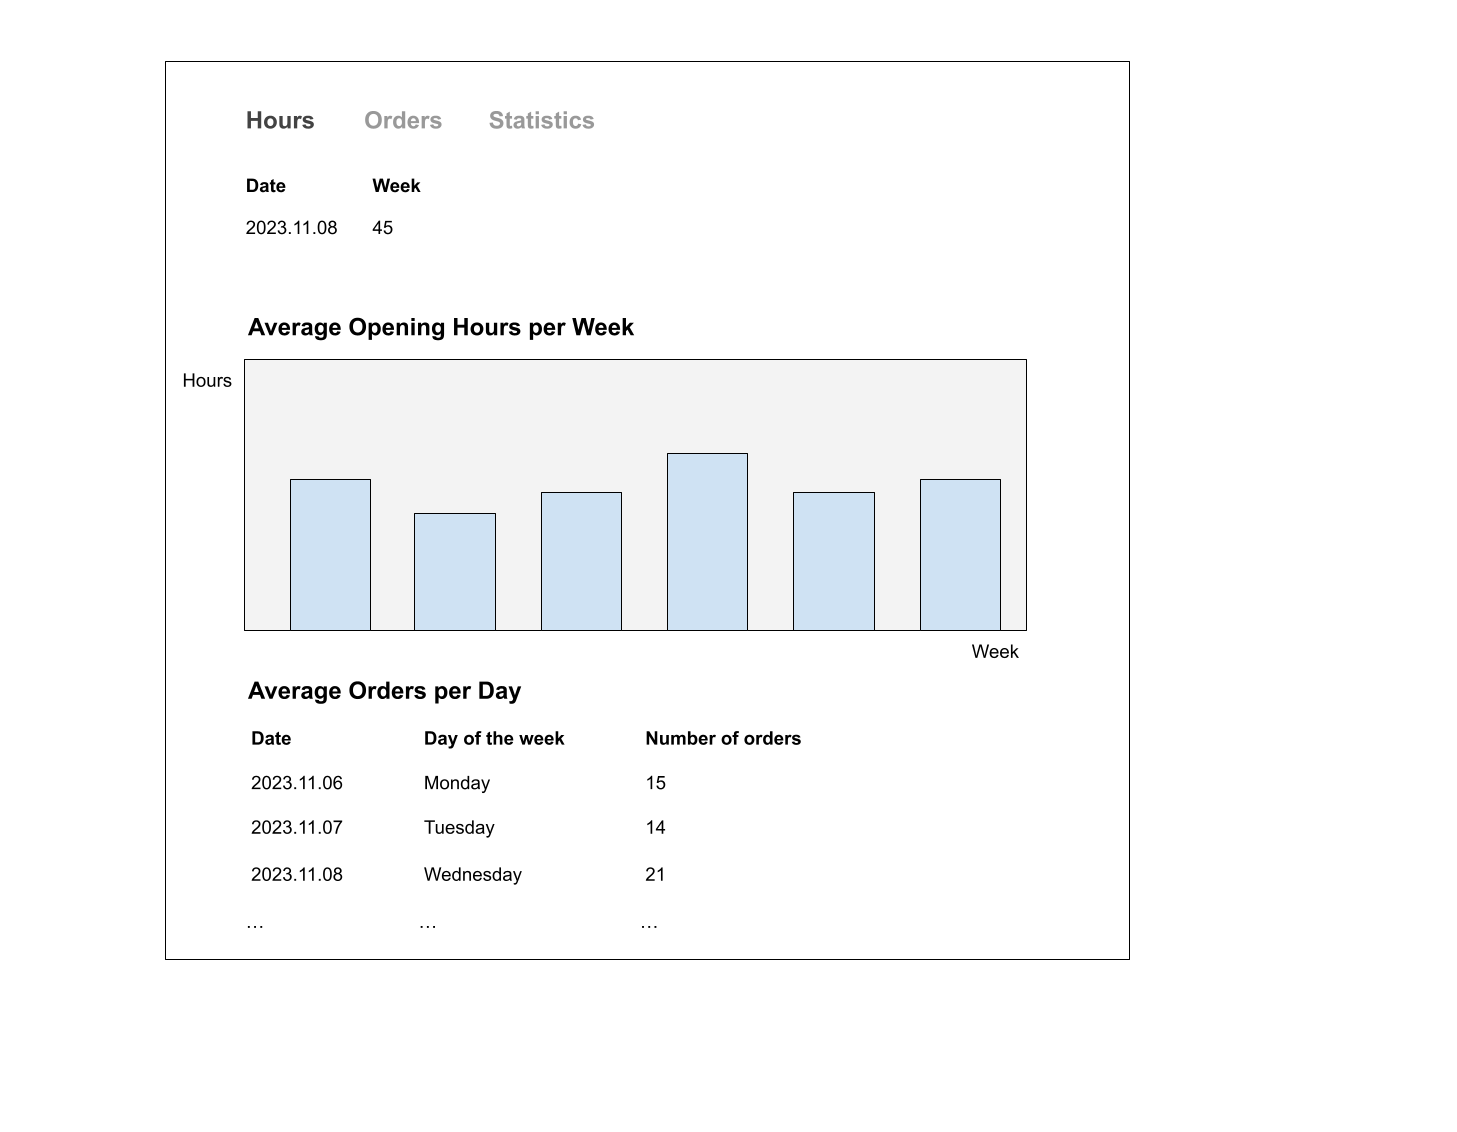 Hours Orders Statistics
Date Week
2023.11.08 45
Average Opening Hours per Week
Hours
Week
Average Orders per Day
Date Day of the week Number of orders
2023.11.06 Monday 15
2023.11.07 Tuesday 14
2023.11.08 Wednesday 21
… … …